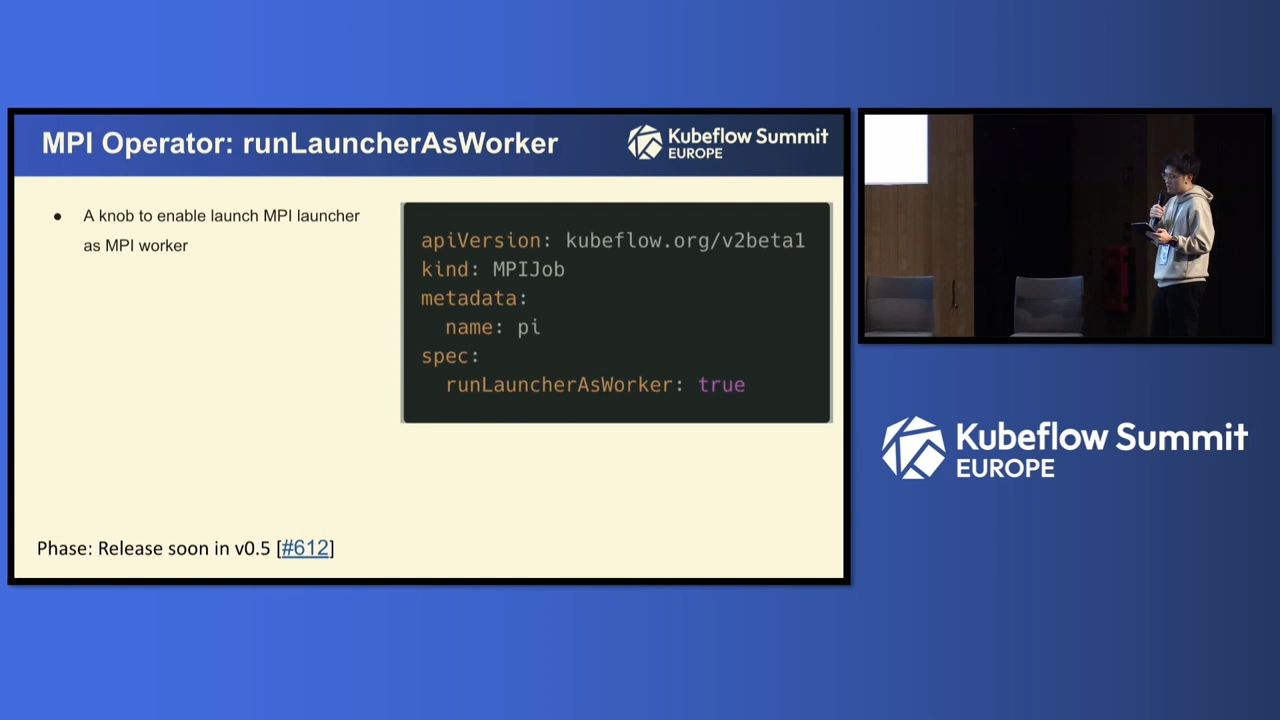 MPI Operator: runLauncherAsWorker
Kubeflow Summit
EUROPE
● A knob to enable launch MPI launcher
as MPI worker
apiVersion: kubeflow.org/v2beta1
kind: MPIJob
metadata:
  name: pi
spec:
  runLauncherAsWorker: true
Phase: Release soon in v0.5 [#612]
Kubeflow Summit
EUROPE